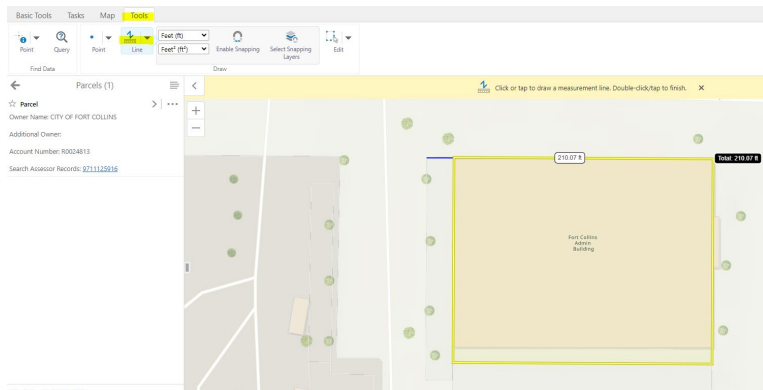 Basic Tools Tasks Map Tools
Feet (ft)
Feet² (ft²)
Point Query Point Line Enable Snapping Select Snapping Layers Edit
Find Data Draw
Parcels (1)
Click or tap to draw a measurement line. Double-click/tap to finish.
Parcel
Owner Name: CITY OF FORT COLLINS
Additional Owner:
Account Number: R0024813
Search Assessor Records: 9711125916
210.07 ft
Total: 210.07 ft
Fort Collins
Admin
Building